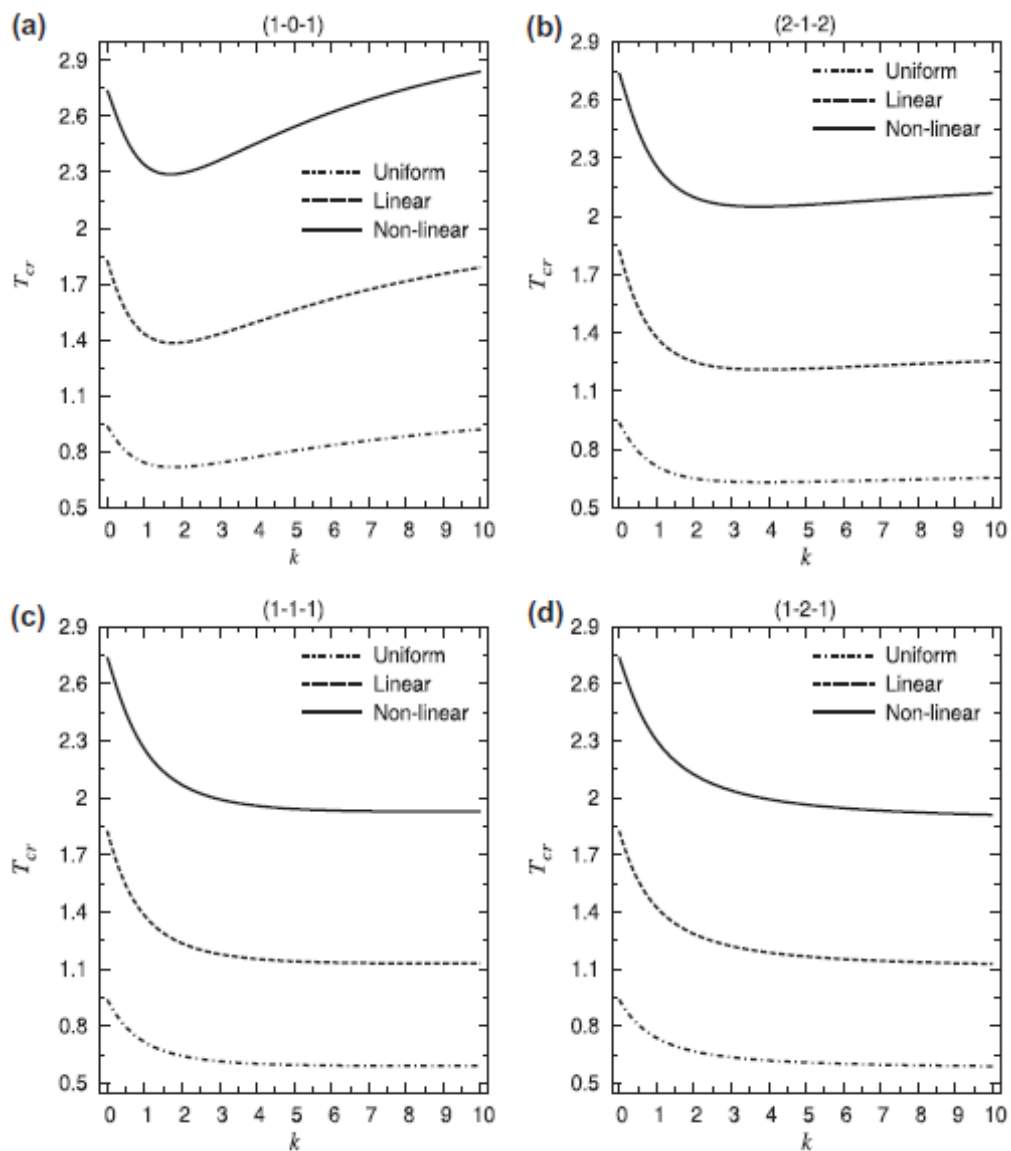 (a)
(1-0-1)
2.9
2.6
2.3
2
1.7
1.4
1.1
0.8
0.5
T_cr
Uniform
Linear
Non-linear
0 1 2 3 4 5 6 7 8 9 10
k
(b)
(2-1-2)
2.9
2.6
2.3
2
1.7
1.4
1.1
0.8
0.5
T_cr
Uniform
Linear
Non-linear
0 1 2 3 4 5 6 7 8 9 10
k
(c)
(1-1-1)
2.9
2.6
2.3
2
1.7
1.4
1.1
0.8
0.5
T_cr
Uniform
Linear
Non-linear
0 1 2 3 4 5 6 7 8 9 10
k
(d)
(1-2-1)
2.9
2.6
2.3
2
1.7
1.4
1.1
0.8
0.5
T_cr
Uniform
Linear
Non-linear
0 1 2 3 4 5 6 7 8 9 10
k